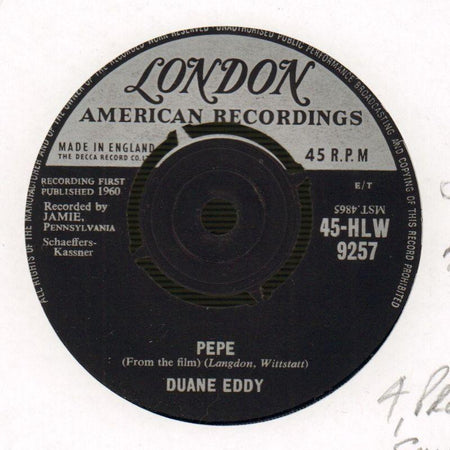 UNAUTHORISED PUBLIC PERFORMANCE BROADCASTING AND COPYING OF THIS RECORD PROHIBITED
ALL RIGHTS OF THE MANUFACTURER AND OF THE OWNER OF THE RECORDED WORK RESERVED
LONDON
AMERICAN RECORDINGS
MADE IN ENGLAND
THE DECCA RECORD CO. L
45 R.P.M
RECORDING FIRST
PUBLISHED 1960
E/T
Recorded by
JAMIE,
PENNSYLVANIA
MST.4865
Schaeffers-
Kassner
45-HLW
9257
PEPE
(From the film) (Langdon, Wittstatt)
DUANE EDDY